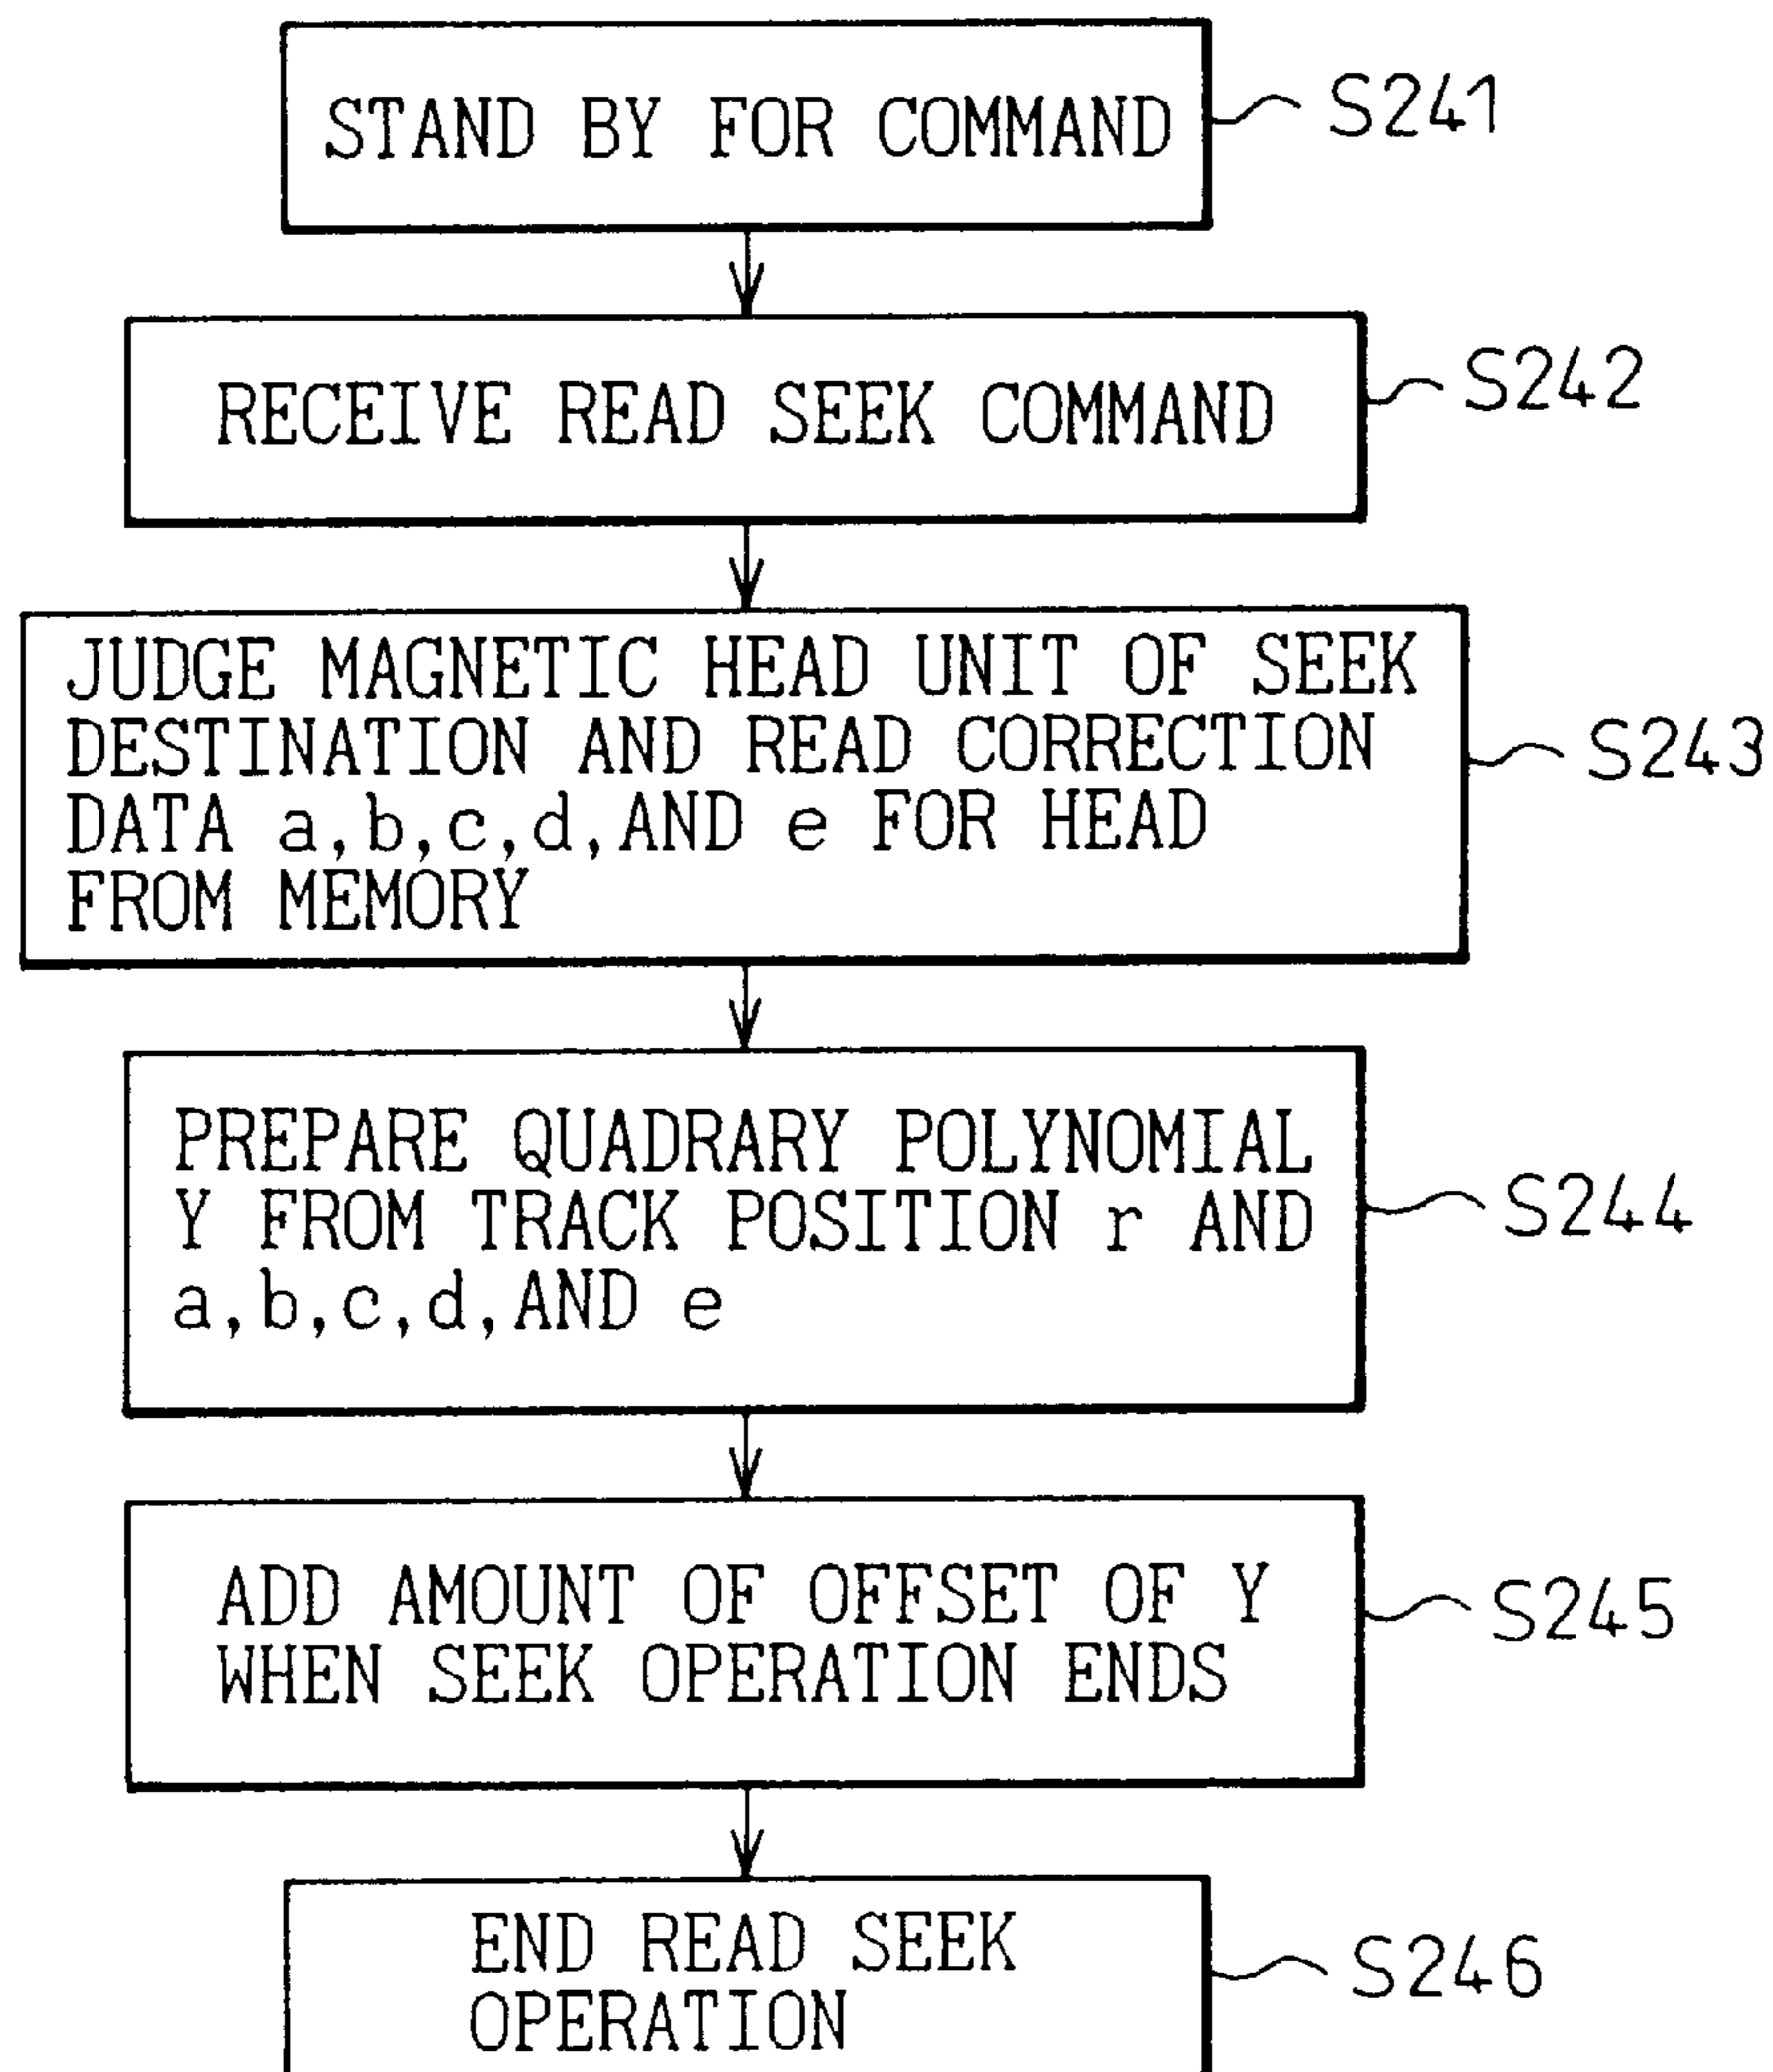 STAND BY FOR COMMAND
S241
RECEIVE READ SEEK COMMAND
S242
JUDGE MAGNETIC HEAD UNIT OF SEEK
DESTINATION AND READ CORRECTION
DATA a,b,c,d,AND e FOR HEAD
FROM MEMORY
S243
PREPARE QUADRARY POLYNOMIAL
Y FROM TRACK POSITION r AND
a,b,c,d,AND e
S244
ADD AMOUNT OF OFFSET OF Y
WHEN SEEK OPERATION ENDS
S245
END READ SEEK
OPERATION
S246